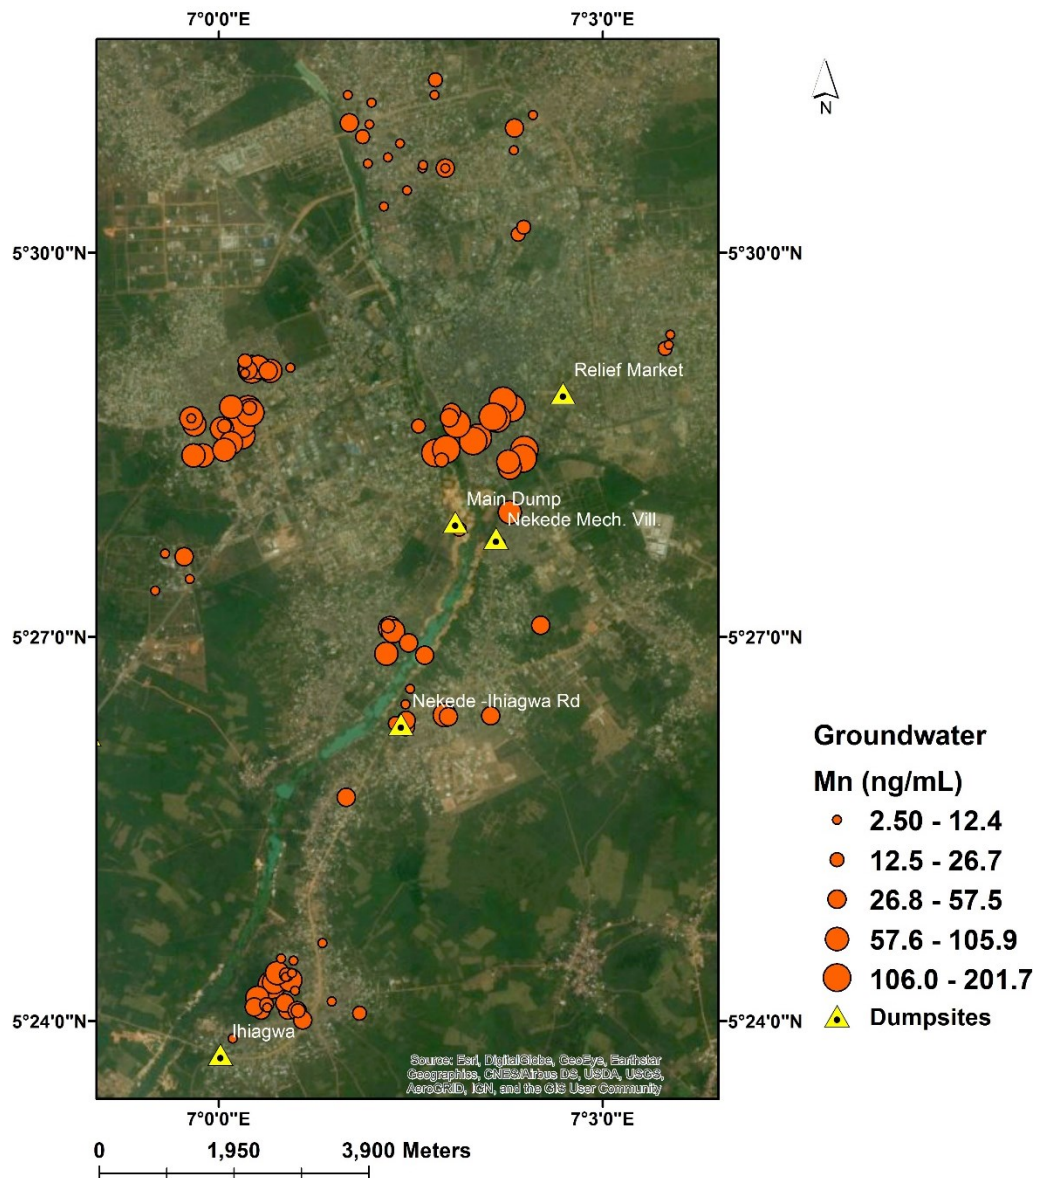 7°0'0"E
7°3'0"E
N
5°30'0"N
5°30'0"N
Relief Market
Main Dump
Nekede Mech. Vill.
5°27'0"N
5°27'0"N
Nekede -Ihiagwa Rd
Groundwater
Mn (ng/mL)
2.50 - 12.4
12.5 - 26.7
26.8 - 57.5
57.6 - 105.9
106.0 - 201.7
Dumpsites
5°24'0"N
5°24'0"N
Ihiagwa
Source: Esri, DigitalGlobe, GeoEye, Earthstar
Geographics, CNES/Airbus DS, USDA, USGS,
AeroGRID, IGN, and the GIS User Community
7°0'0"E
7°3'0"E
0 1,950 3,900 Meters